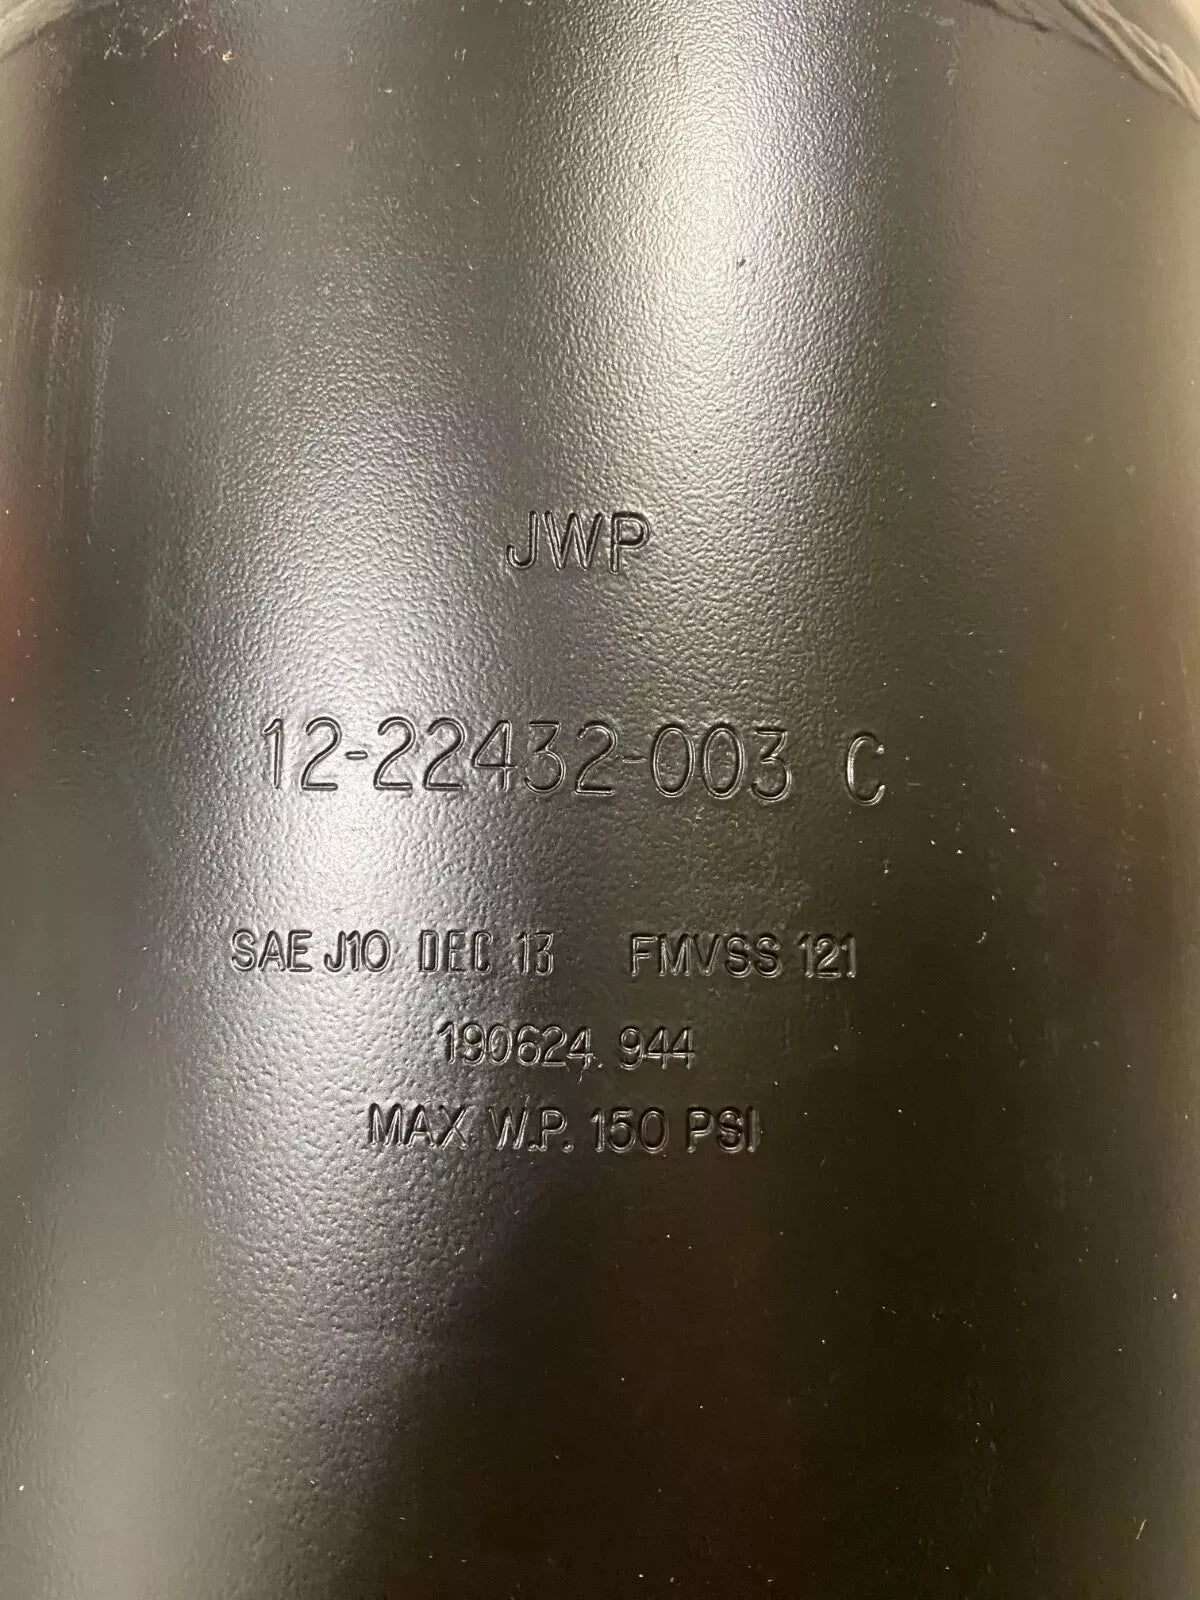 JWP
12-22432-003 C
SAE J10 DEC 13 FMVSS 121
190624. 944
MAX W.P. 150 PSI